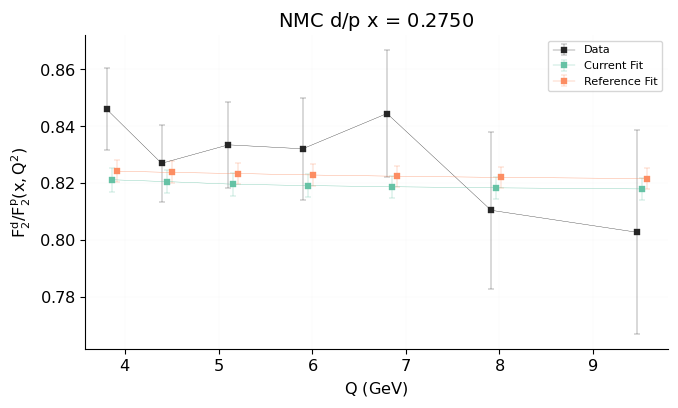 NMC d/p x = 0.2750
Data
Current Fit
Reference Fit
F₂ᵈ/F₂ᵖ(x,Q²)
0.86
0.84
0.82
0.80
0.78
4 5 6 7 8 9
Q (GeV)